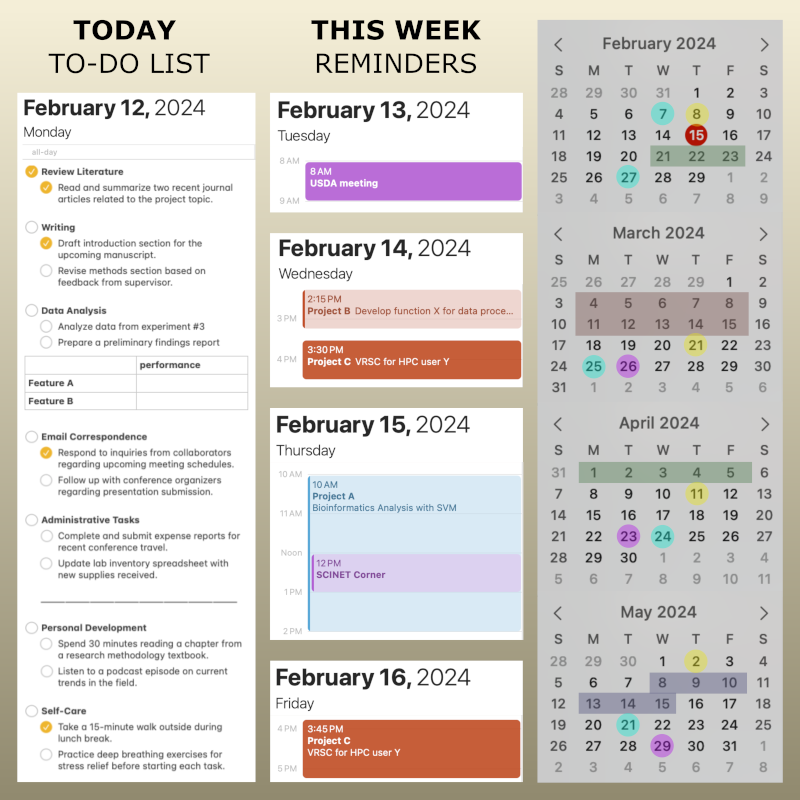 TODAY
TO-DO LIST
February 12, 2024
Monday
all-day
Review Literature
Read and summarize two recent journal
articles related to the project topic.
Writing
Draft introduction section for the
upcoming manuscript.
Revise methods section based on
feedback from supervisor.
Data Analysis
Analyze data from experiment #3
Prepare a preliminary findings report
performance
Feature A
Feature B
Email Correspondence
Respond to inquiries from collaborators
regarding upcoming meeting schedules.
Follow up with conference organizers
regarding presentation submission.
Administrative Tasks
Complete and submit expense reports for
recent conference travel.
Update lab inventory spreadsheet with
new supplies received.
Personal Development
Spend 30 minutes reading a chapter from
a research methodology textbook.
Listen to a podcast episode on current
trends in the field.
Self-Care
Take a 15-minute walk outside during
lunch break.
Practice deep breathing exercises for
stress relief before starting each task.
THIS WEEK
REMINDERS
February 13, 2024
Tuesday
8 AM
8 AM
USDA meeting
9 AM
February 14, 2024
Wednesday
2:15 PM
Project B Develop function X for data proce...
3 PM
3:30 PM
Project C VRSC for HPC user Y
4 PM
February 15, 2024
Thursday
10 AM
10 AM
Project A
Bioinformatics Analysis with SVM
11 AM
Noon
12 PM
SCINET Corner
1 PM
2 PM
February 16, 2024
Friday
4 PM
3:45 PM
Project C
VRSC for HPC user Y
5 PM
February 2024
S M T W T F S
28 29 30 31 1 2 3
4 5 6 7 8 9 10
11 12 13 14 15 16 17
18 19 20 21 22 23 24
25 26 27 28 29 1 2
3 4 5 6 7 8 9
March 2024
S M T W T F S
25 26 27 28 29 1 2
3 4 5 6 7 8 9
10 11 12 13 14 15 16
17 18 19 20 21 22 23
24 25 26 27 28 29 30
31 1 2 3 4 5 6
April 2024
S M T W T F S
31 1 2 3 4 5 6
7 8 9 10 11 12 13
14 15 16 17 18 19 20
21 22 23 24 25 26 27
28 29 30 1 2 3 4
5 6 7 8 9 10 11
May 2024
S M T W T F S
28 29 30 1 2 3 4
5 6 7 8 9 10 11
12 13 14 15 16 17 18
19 20 21 22 23 24 25
26 27 28 29 30 31 1
2 3 4 5 6 7 8